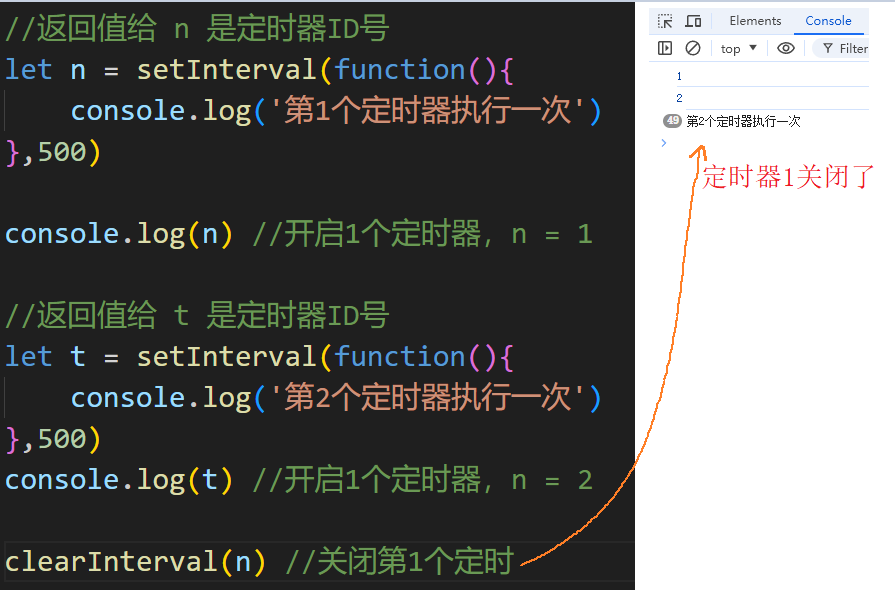 //返回值给 n 是定时器ID号
let n = setInterval(function(){
    console.log('第1个定时器执行一次')
},500)
console.log(n) //开启1个定时器, n = 1
//返回值给 t 是定时器ID号
let t = setInterval(function(){
    console.log('第2个定时器执行一次')
},500)
console.log(t) //开启1个定时器, n = 2
clearInterval(n) //关闭第1个定时
Elements Console
top Filter
1
2
49 第2个定时器执行一次
定时器1关闭了